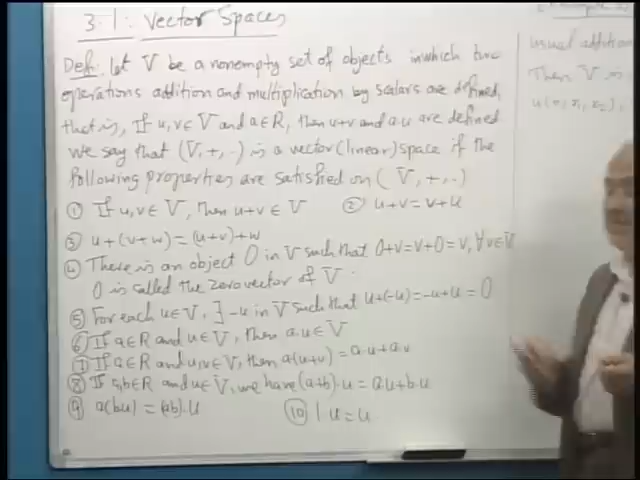 3.1: Vector Spaces
Def: Let V be a nonempty set of objects in which two
operations addition and multiplication by scalars are defined,
that is, If u,v∈V and a∈R, then u+v and a.u are defined
we say that (V,+,.) is a vector (linear) space if the
following properties are satisfied on (V,+,.)
① If u,v∈V, Then u+v∈V ② u+v=v+u
③ u+(v+w)=(u+v)+w
④ There is an object 0 in V such that 0+v=v+0=v, ∀v∈V
0 is called the zero vector of V.
⑤ For each u∈V, ∃ -u in V such that u+(-u)=-u+u=0
⑥ If a∈R and u∈V, Then a.u∈V
⑦ If a∈R and u,v∈V, then a(u+v)=a.u+a.v
⑧ If a,b∈R and u∈V, we have (a+b).u=a.u+b.u
⑨ a(bu)=(ab).u ⑩ 1 u=u
usual addition
Then V is